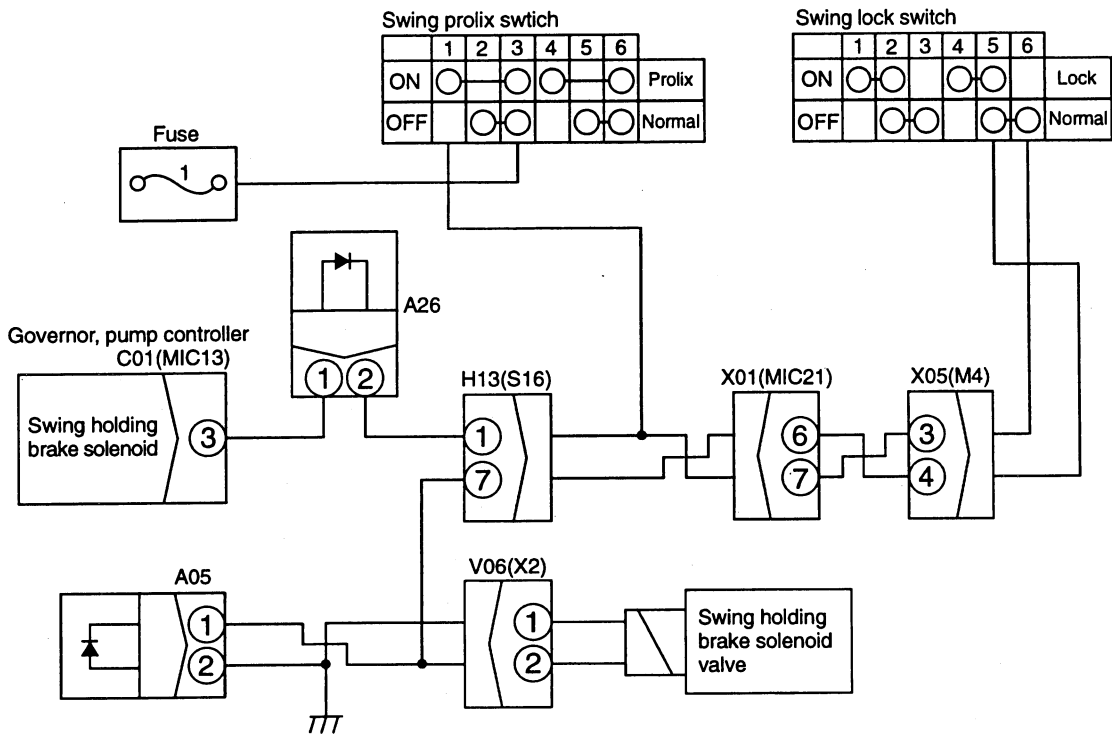 Swing prolix swtich
1 2 3 4 5 6
ON Prolix
OFF Normal
Swing lock switch
1 2 3 4 5 6
ON Lock
OFF Normal
Fuse
1
A26
1 2
Governor, pump controller
C01(MIC13)
Swing holding
brake solenoid
3
H13(S16)
1
7
X01(MIC21)
6
7
X05(M4)
3
4
A05
1
2
V06(X2)
1
2
Swing holding
brake solenoid
valve